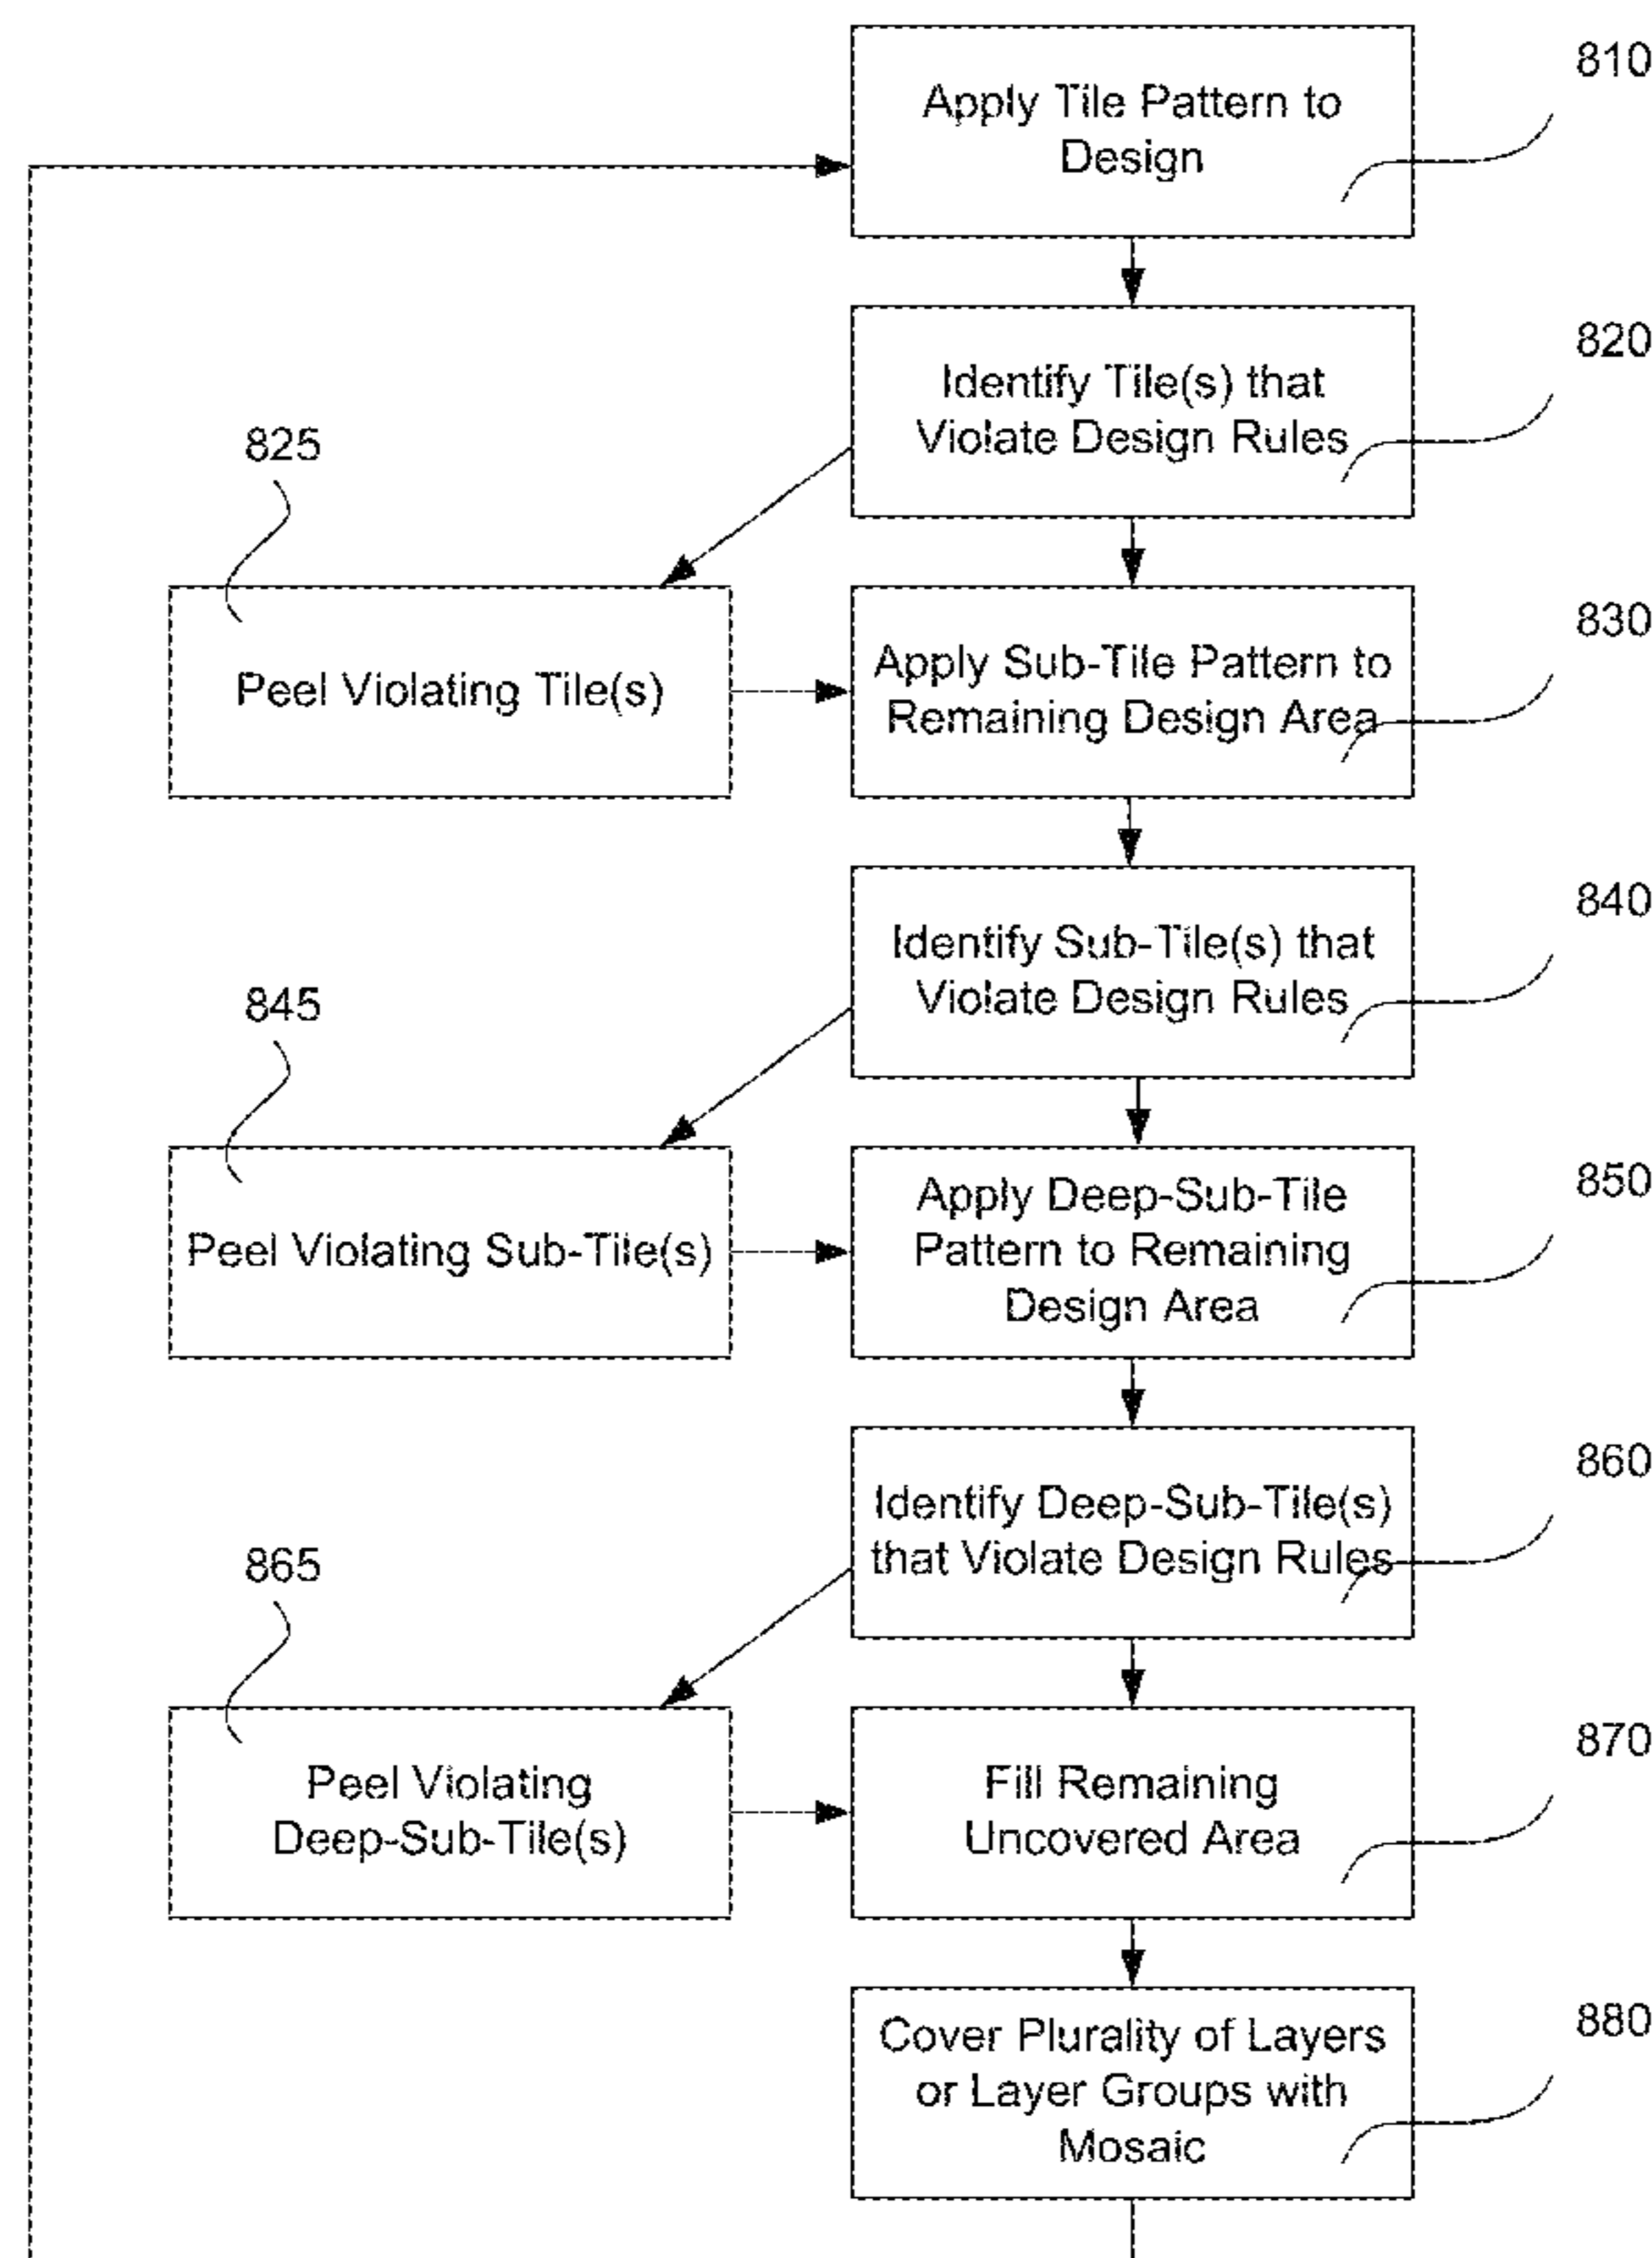 810
Apply Tile Pattern to
Design
820
Identify Tile(s) that
Violate Design Rules
825
Peel Violating Tile(s)
830
Apply Sub-Tile Pattern to
Remaining Design Area
840
Identify Sub-Tile(s) that
Violate Design Rules
845
Peel Violating Sub-Tile(s)
850
Apply Deep-Sub-Tile
Pattern to Remaining
Design Area
860
Identify Deep-Sub-Tile(s)
that Violate Design Rules
865
Peel Violating
Deep-Sub-Tile(s)
870
Fill Remaining
Uncovered Area
880
Cover Plurality of Layers
or Layer Groups with
Mosaic